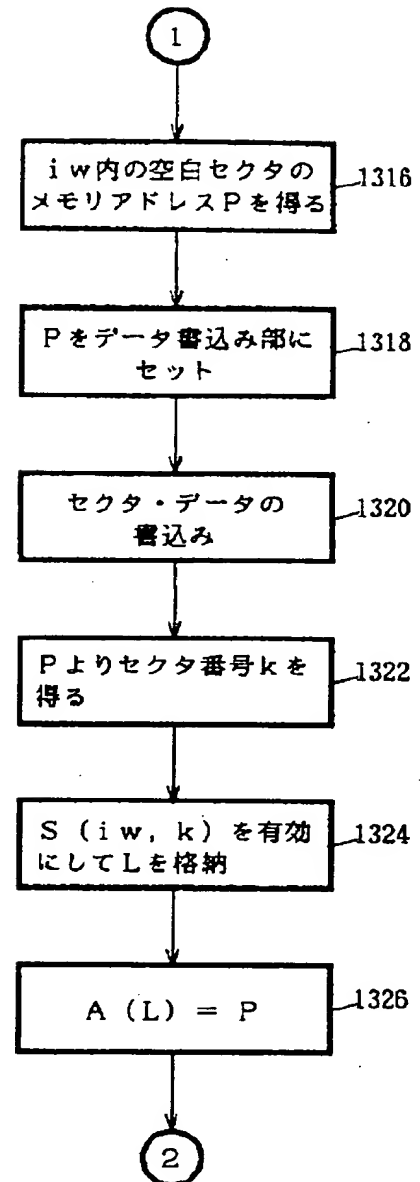 1
iw内の空白セクタの
メモリアドレスPを得る
1316
Pをデータ書込み部に
セット
1318
セクタ・データの
書込み
1320
Pよりセクタ番号kを
得る
1322
S(iw,k)を有効
にしてLを格納
1324
A(L)=P
1326
2